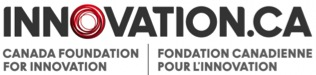 INNOVATION.CA
CANADA FOUNDATION
FOR INNOVATION
FONDATION CANADIENNE
POUR L'INNOVATION